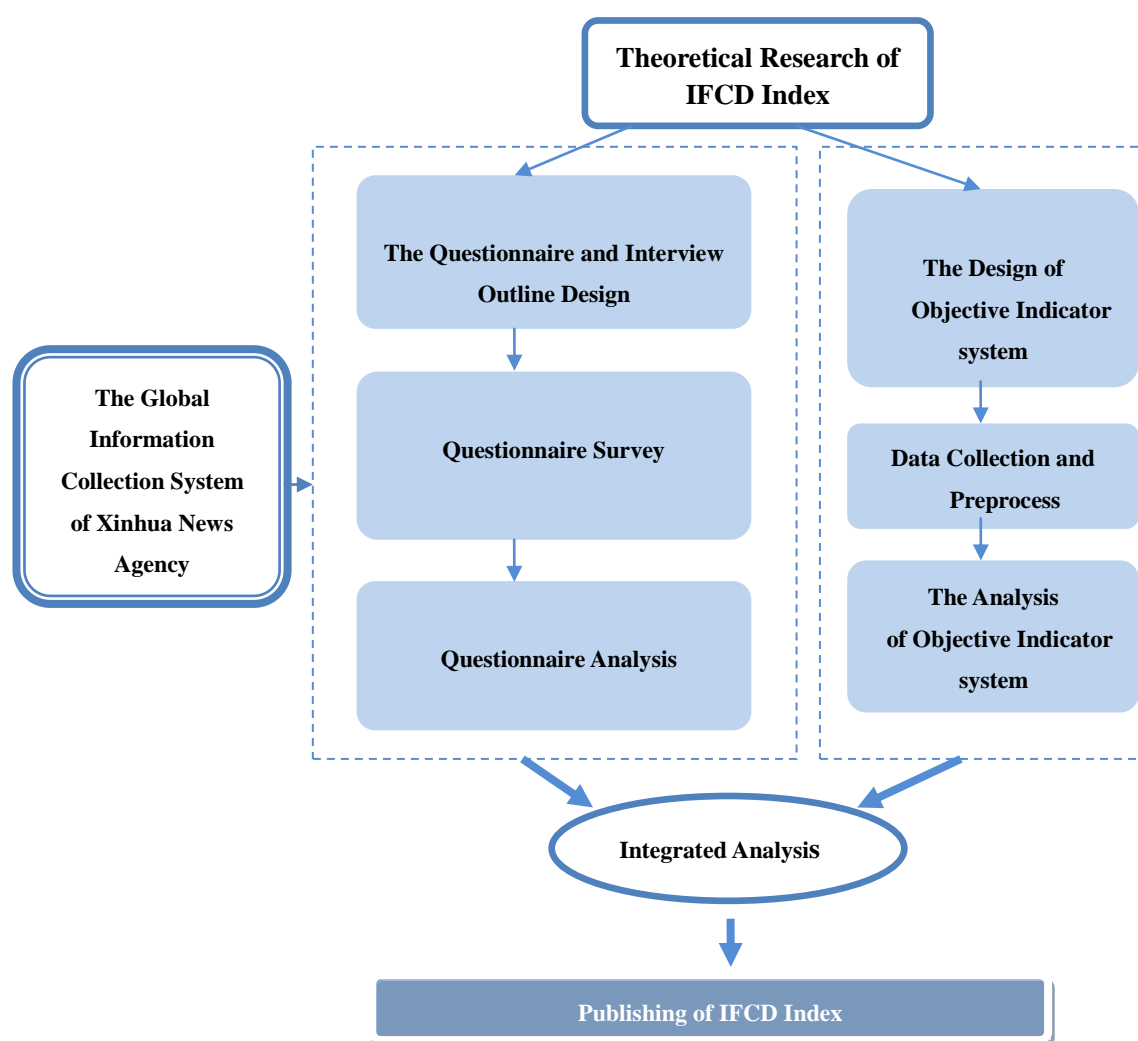 Theoretical Research of
IFCD Index
The Questionnaire and Interview
Outline Design
Questionnaire Survey
Questionnaire Analysis
The Global
Information
Collection System
of Xinhua News
Agency
The Design of
Objective Indicator
system
Data Collection and
Preprocess
The Analysis
of Objective Indicator
system
Integrated Analysis
Publishing of IFCD Index